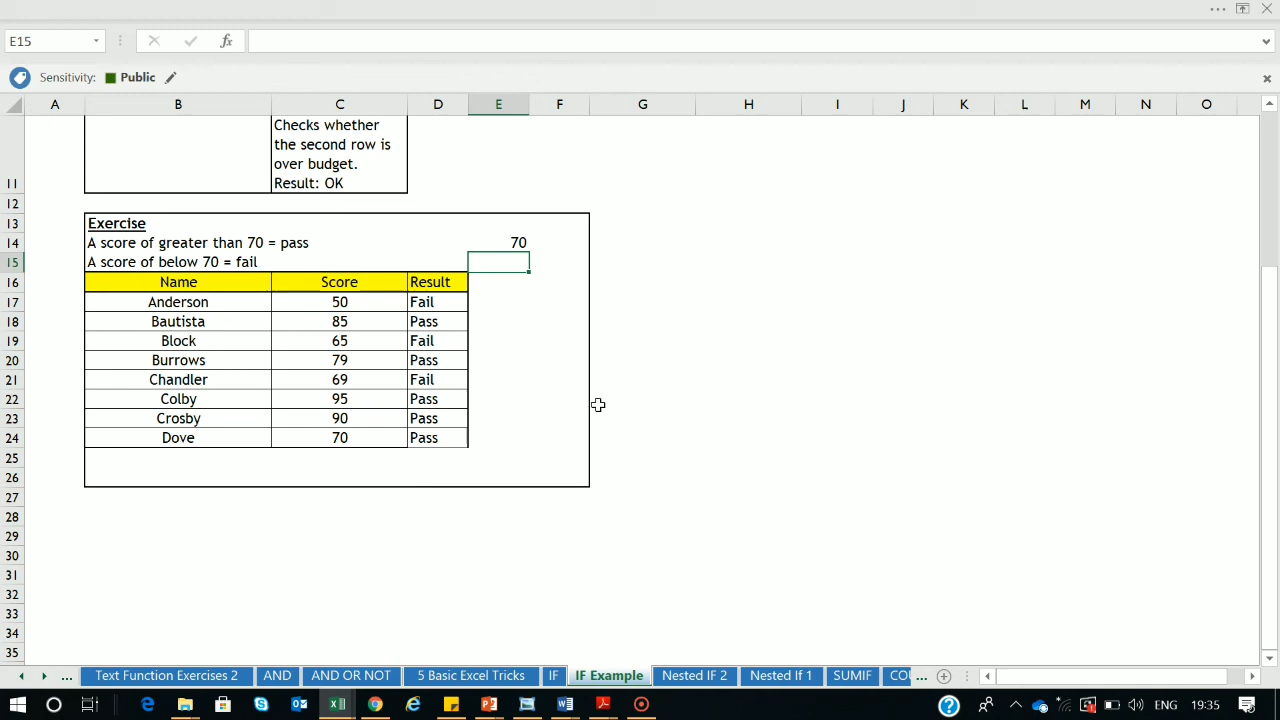 E15
fx
Sensitivity: Public
A B C D E F G H I J K L M N O
Checks whether
the second row is
over budget.
11 Result: OK
12
13 Exercise
14 A score of greater than 70 = pass 70
15 A score of below 70 = fail
16 Name Score Result
17 Anderson 50 Fail
18 Bautista 85 Pass
19 Block 65 Fail
20 Burrows 79 Pass
21 Chandler 69 Fail
22 Colby 95 Pass
23 Crosby 90 Pass
24 Dove 70 Pass
25
26
27
28
29
30
31
32
33
34
35
... Text Function Exercises 2 AND AND OR NOT 5 Basic Excel Tricks IF IF Example Nested IF 2 Nested If 1 SUMIF COU ...
ENG 19:35